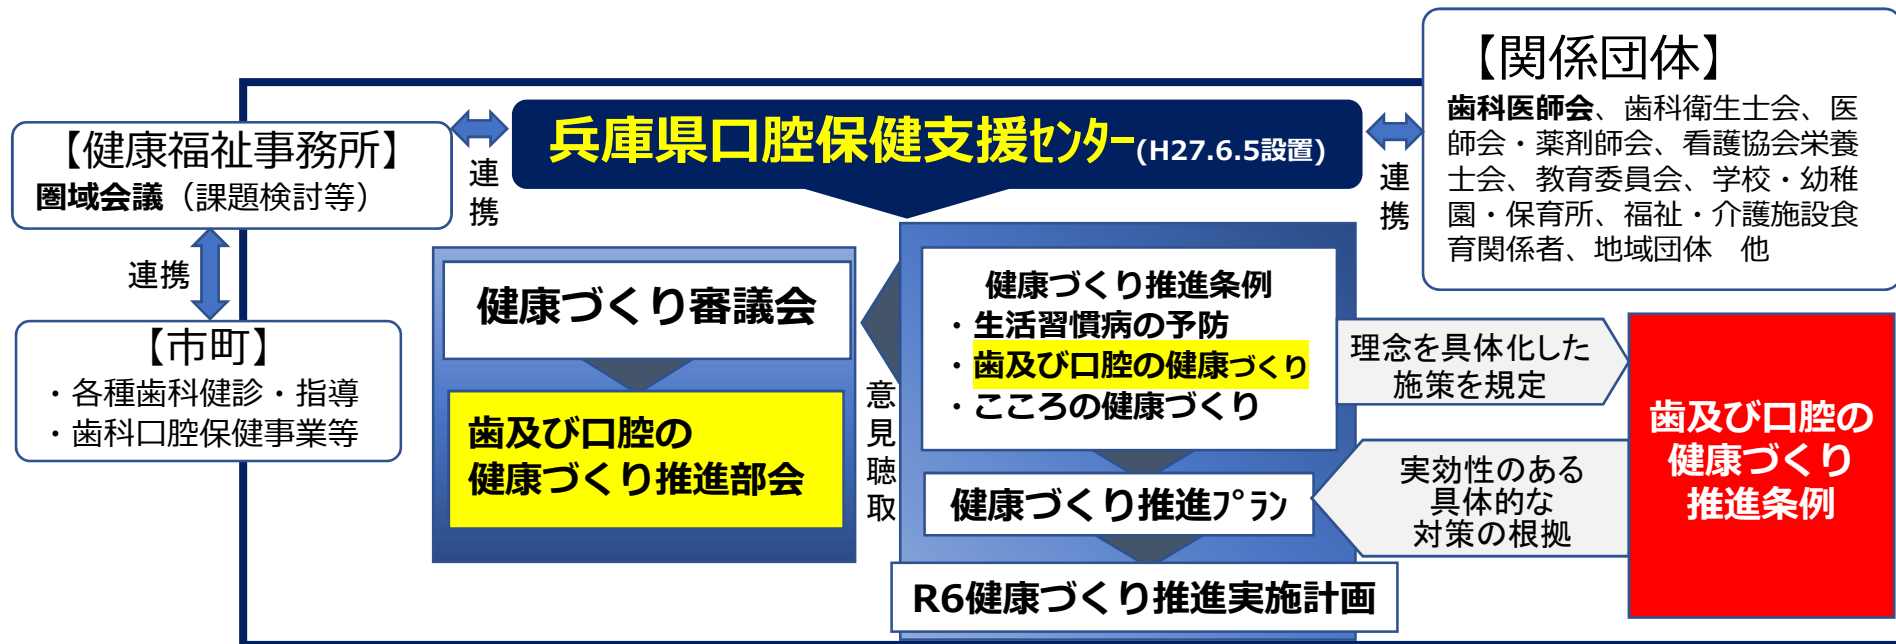 【関係団体】
歯科医師会、歯科衛生士会、医
師会・薬剤師会、看護協会栄養
士会、教育委員会、学校・幼稚
園・保育所、福祉・介護施設食
育関係者、地域団体　他
兵庫県口腔保健支援ｾﾝﾀｰ(H27.6.5設置)
連携
連携
【健康福祉事務所】
圏域会議（課題検討等）
連携
【市町】
・各種歯科健診・指導
・歯科口腔保健事業等
健康づくり審議会
歯及び口腔の
健康づくり推進部会
意見聴取
健康づくり推進条例
・生活習慣病の予防
・歯及び口腔の健康づくり
・こころの健康づくり
健康づくり推進ﾌﾟﾗﾝ
R6健康づくり推進実施計画
理念を具体化した
施策を規定
実効性のある
具体的な
対策の根拠
歯及び口腔の
健康づくり
推進条例